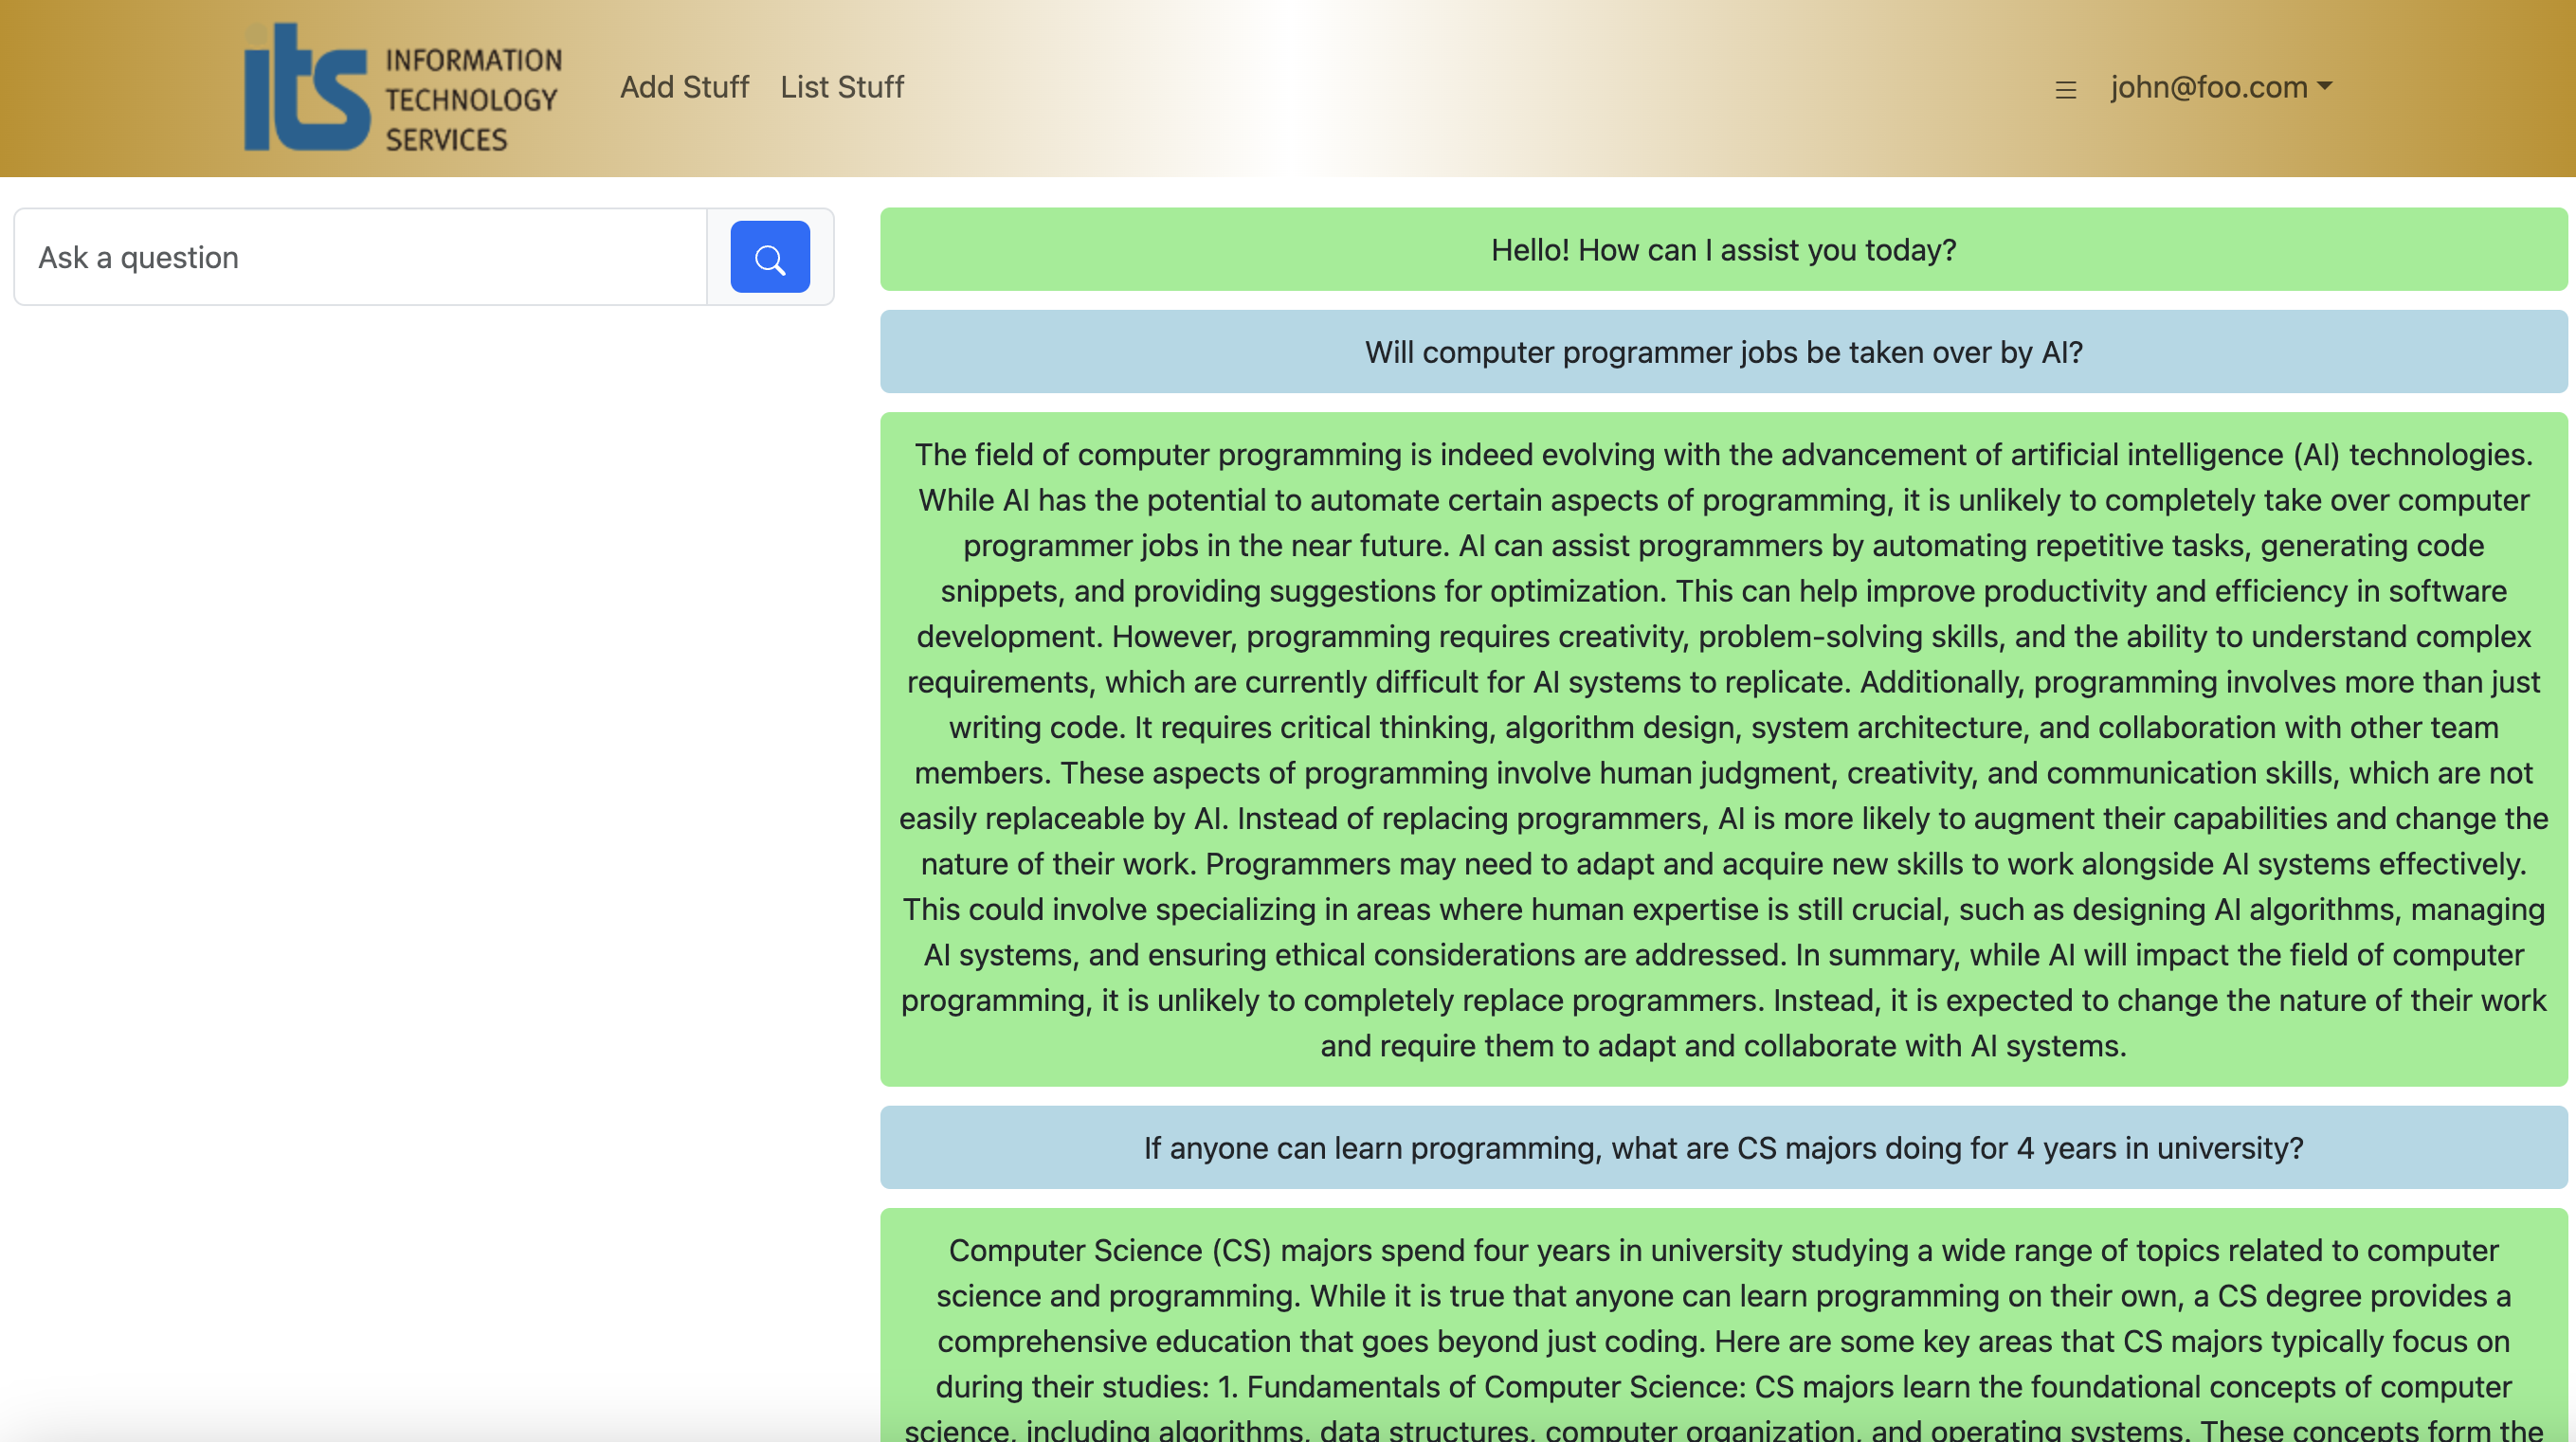 its INFORMATION
TECHNOLOGY
SERVICES
Add Stuff List Stuff
john@foo.com
Ask a question
Hello! How can I assist you today?
Will computer programmer jobs be taken over by AI?
The field of computer programming is indeed evolving with the advancement of artificial intelligence (AI) technologies.
While AI has the potential to automate certain aspects of programming, it is unlikely to completely take over computer
programmer jobs in the near future. AI can assist programmers by automating repetitive tasks, generating code
snippets, and providing suggestions for optimization. This can help improve productivity and efficiency in software
development. However, programming requires creativity, problem-solving skills, and the ability to understand complex
requirements, which are currently difficult for AI systems to replicate. Additionally, programming involves more than just
writing code. It requires critical thinking, algorithm design, system architecture, and collaboration with other team
members. These aspects of programming involve human judgment, creativity, and communication skills, which are not
easily replaceable by AI. Instead of replacing programmers, AI is more likely to augment their capabilities and change the
nature of their work. Programmers may need to adapt and acquire new skills to work alongside AI systems effectively.
This could involve specializing in areas where human expertise is still crucial, such as designing AI algorithms, managing
AI systems, and ensuring ethical considerations are addressed. In summary, while AI will impact the field of computer
programming, it is unlikely to completely replace programmers. Instead, it is expected to change the nature of their work
and require them to adapt and collaborate with AI systems.
If anyone can learn programming, what are CS majors doing for 4 years in university?
Computer Science (CS) majors spend four years in university studying a wide range of topics related to computer
science and programming. While it is true that anyone can learn programming on their own, a CS degree provides a
comprehensive education that goes beyond just coding. Here are some key areas that CS majors typically focus on
during their studies: 1. Fundamentals of Computer Science: CS majors learn the foundational concepts of computer
science, including algorithms, data structures, computer organization, and operating systems. These concepts form the